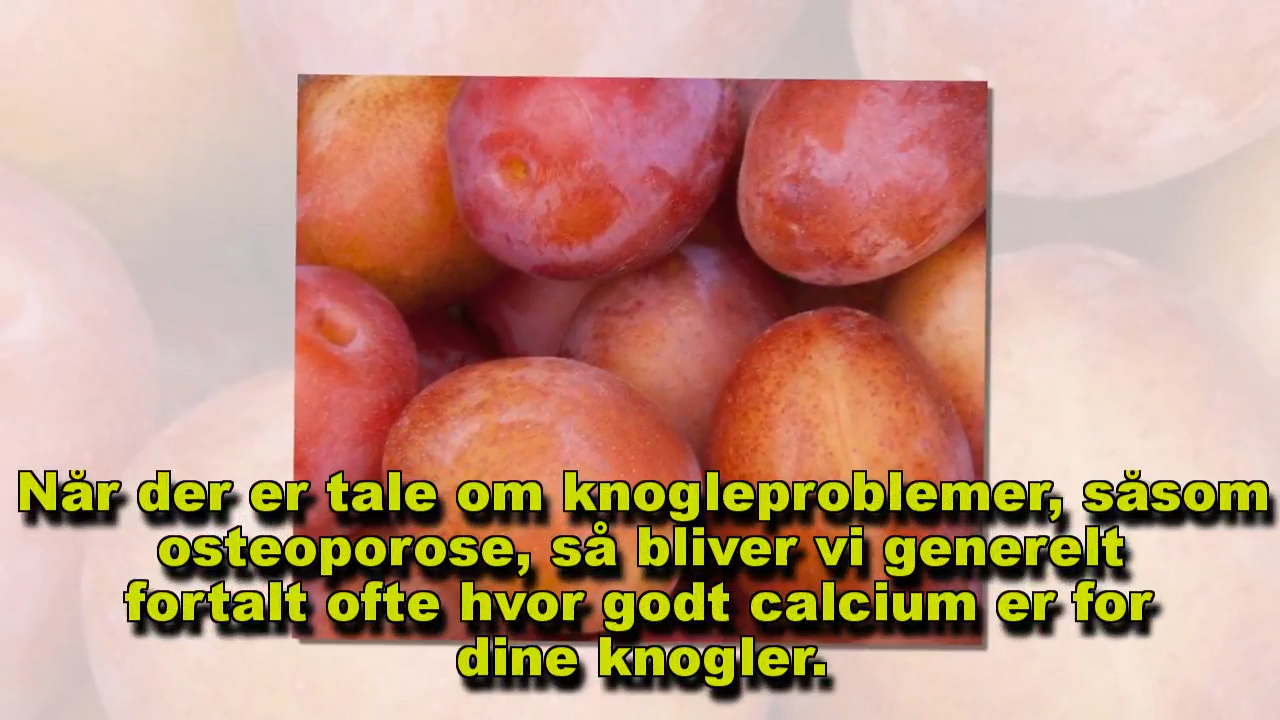 Når der er tale om knogleproblemer, såsom
osteoporose, så bliver vi generelt
fortalt ofte hvor godt calcium er for
dine knogler.